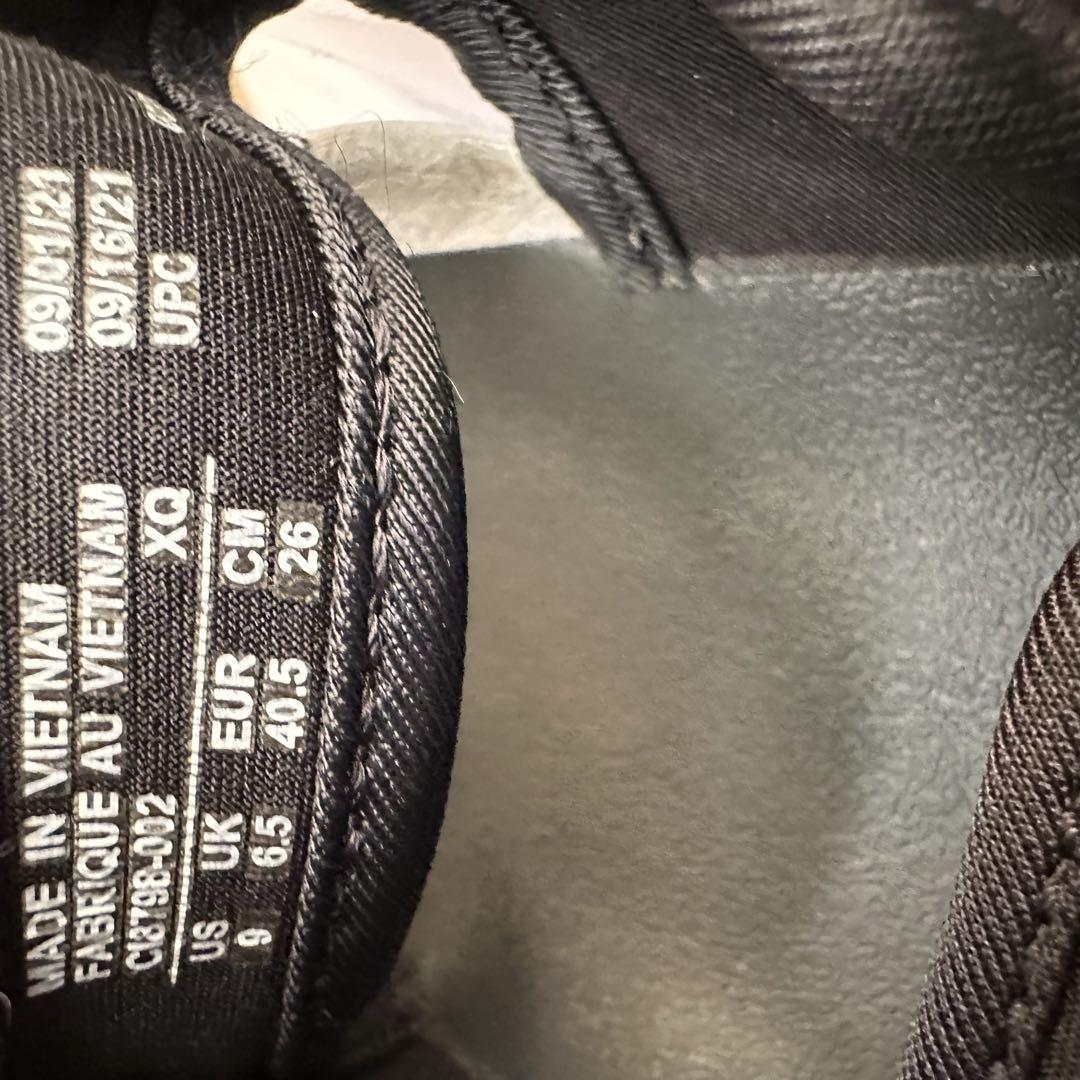 MADE IN VIETNAM 09/01/21
FABRIQUE AU VIETNAM 09/16/21
CI8798-002 XQ UPC
US UK EUR CM
9 6.5 40.5 26